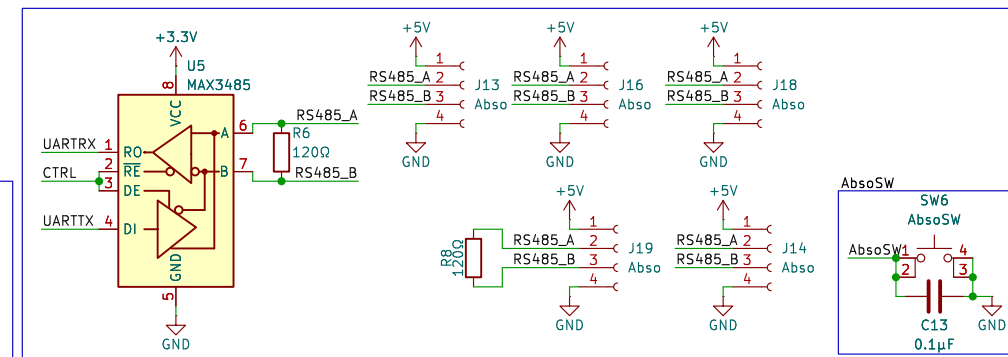 +3.3V
U5
MAX3485
8
VCC
UARTRX 1 RO
CTRL 2 RE
3 DE
UARTTX 4 DI
A 6 RS485_A
B 7 RS485_B
R6
120Ω
GND
5
GND
+5V
1
RS485_A 2 J13
RS485_B 3 Abso
4
GND
+5V
1
RS485_A 2 J16
RS485_B 3 Abso
4
GND
+5V
1
RS485_A 2 J18
RS485_B 3 Abso
4
GND
R8
120Ω
+5V
1
RS485_A 2 J19
RS485_B 3 Abso
4
GND
+5V
1
RS485_A 2 J14
RS485_B 3 Abso
4
GND
AbsoSW
SW6
AbsoSW
AbsoSW 1 4
2 3
C13
0.1µF
GND